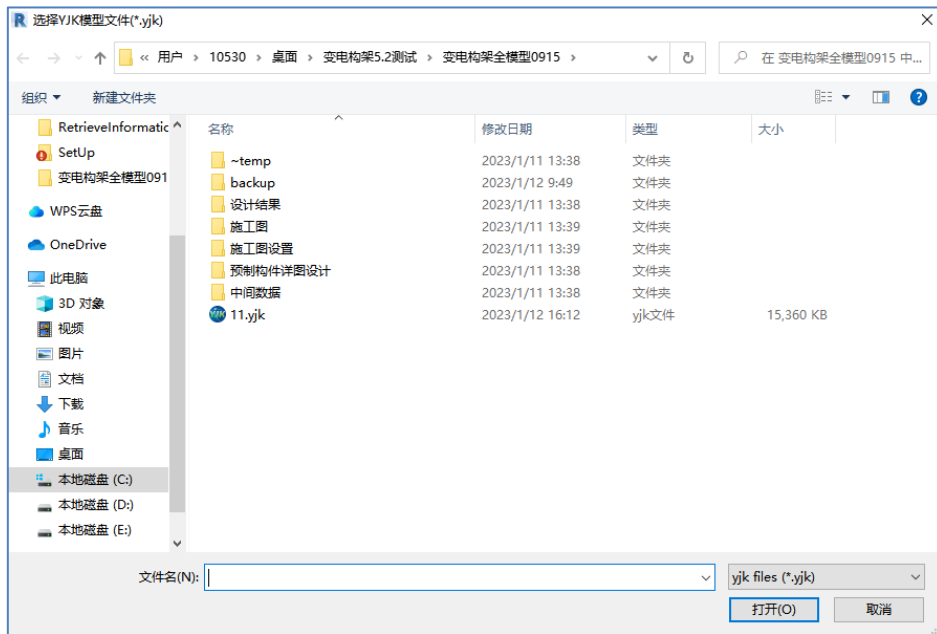 选择YJK模型文件(*.yjk)
« 用户 › 10530 › 桌面 › 变电构架5.2测试 › 变电构架全模型0915 ›
在 变电构架全模型0915 中...
组织 新建文件夹
名称 修改日期 类型 大小
RetrieveInformatic
SetUp
变电构架全模型091
WPS云盘
OneDrive
此电脑
3D 对象
视频
图片
文档
下载
音乐
桌面
本地磁盘 (C:)
本地磁盘 (D:)
本地磁盘 (E:)
~temp 2023/1/11 13:38 文件夹
backup 2023/1/12 9:49 文件夹
设计结果 2023/1/11 13:38 文件夹
施工图 2023/1/11 13:39 文件夹
施工图设置 2023/1/11 13:39 文件夹
预制构件详图设计 2023/1/11 13:38 文件夹
中间数据 2023/1/11 13:38 文件夹
11.yjk 2023/1/12 16:12 yjk文件 15,360 KB
文件名(N): yjk files (*.yjk)
打开(O) 取消